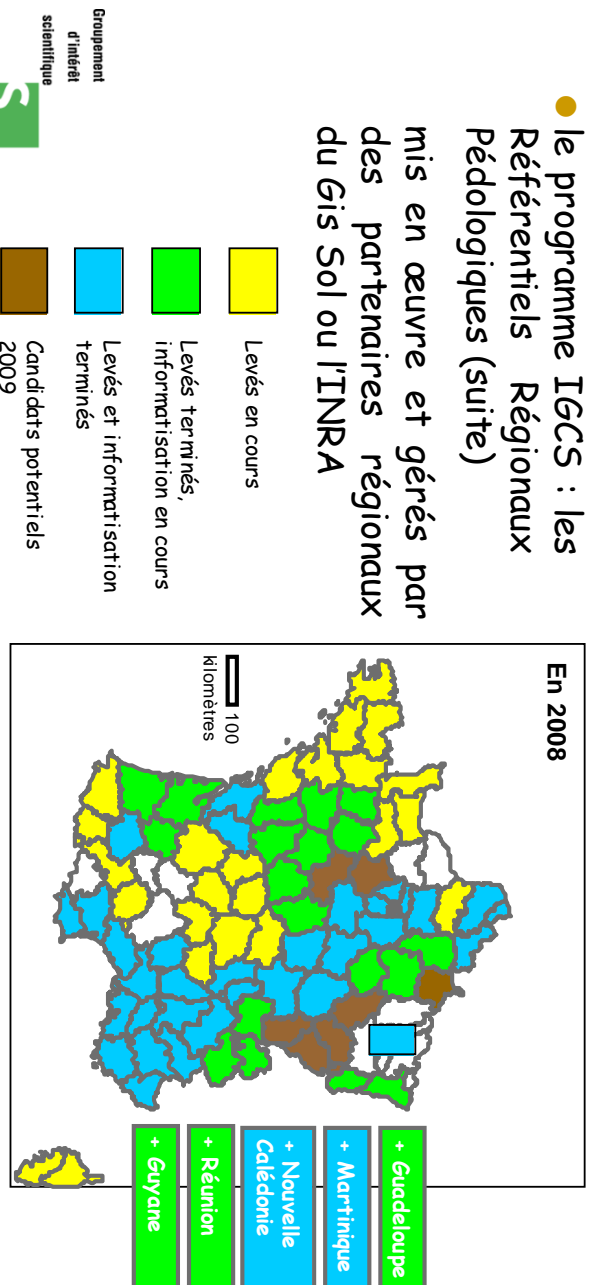 ● le programme IGCS : les
Référentiels Régionaux
Pédologiques (suite)
mis en œuvre et gérés par
des partenaires régionaux
du Gis Sol ou l'INRA
Groupement
d'intérêt
scientifique
S
Levés en cours
Levés terminés,
informatisation en cours
Levés et informatisation
terminés
Candidats potentiels
2009
En 2008
100
kilomètres
+ Guadeloupe
+ Martinique
+ Nouvelle
Calédonie
+ Réunion
+ Guyane